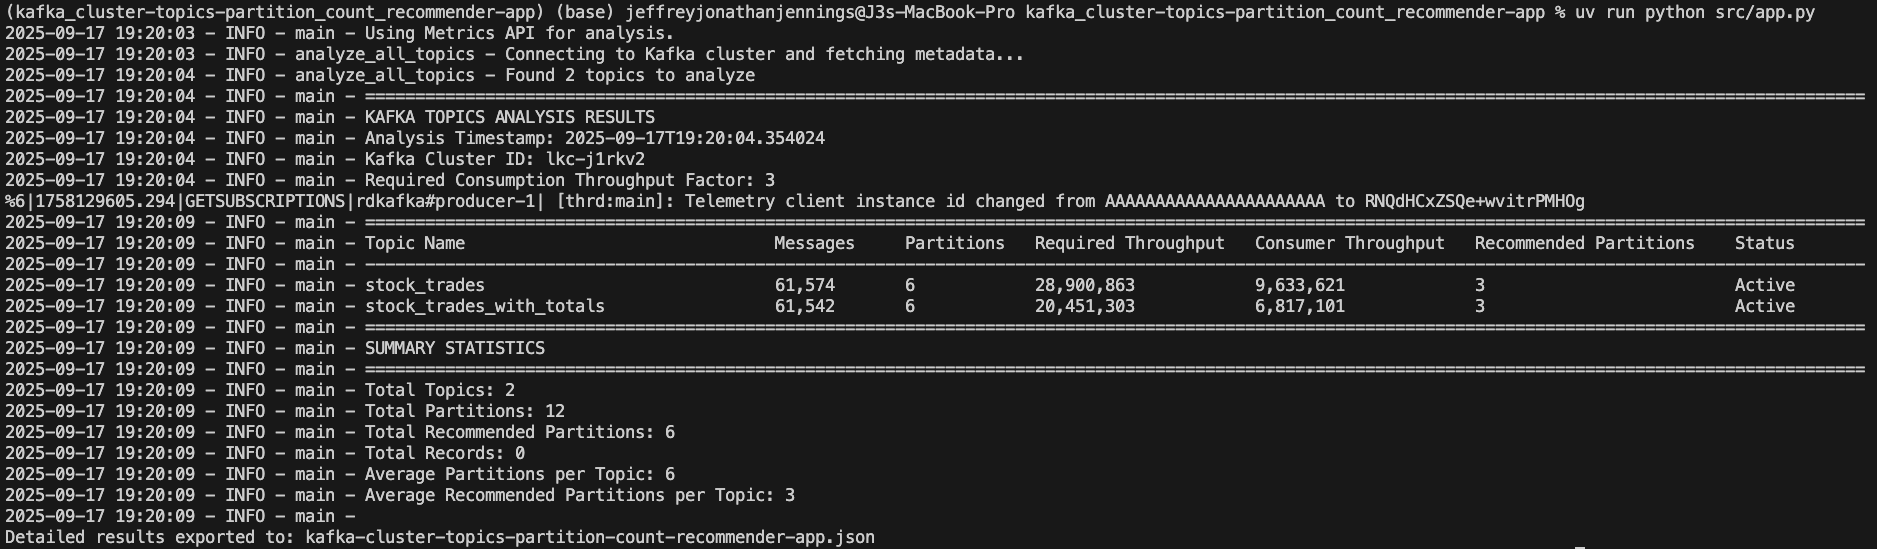 (kafka_cluster-topics-partition_count_recommender-app) (base) jeffreyjonathanjennings@J3s-MacBook-Pro kafka_cluster-topics-partition_count_recommender-app % uv run python src/app.py
2025-09-17 19:20:03 - INFO - main - Using Metrics API for analysis.
2025-09-17 19:20:03 - INFO - analyze_all_topics - Connecting to Kafka cluster and fetching metadata...
2025-09-17 19:20:04 - INFO - analyze_all_topics - Found 2 topics to analyze
2025-09-17 19:20:04 - INFO - main - ======================================================================================================================================================
2025-09-17 19:20:04 - INFO - main - KAFKA TOPICS ANALYSIS RESULTS
2025-09-17 19:20:04 - INFO - main - Analysis Timestamp: 2025-09-17T19:20:04.354024
2025-09-17 19:20:04 - INFO - main - Kafka Cluster ID: lkc-j1rkv2
2025-09-17 19:20:04 - INFO - main - Required Consumption Throughput Factor: 3
%6|1758129605.294|GETSUBSCRIPTIONS|rdkafka#producer-1| [thrd:main]: Telemetry client instance id changed from AAAAAAAAAAAAAAAAAAAAAA to RNQdHCxZSQe+wvitrPMHOg
2025-09-17 19:20:09 - INFO - main - ======================================================================================================================================================
2025-09-17 19:20:09 - INFO - main - Topic Name                               Messages     Partitions   Required Throughput   Consumer Throughput   Recommended Partitions    Status
2025-09-17 19:20:09 - INFO - main - ------------------------------------------------------------------------------------------------------------------------------------------------------
2025-09-17 19:20:09 - INFO - main - stock_trades                             61,574       6            28,900,863            9,633,621             3                         Active
2025-09-17 19:20:09 - INFO - main - stock_trades_with_totals                 61,542       6            20,451,303            6,817,101             3                         Active
2025-09-17 19:20:09 - INFO - main - ======================================================================================================================================================
2025-09-17 19:20:09 - INFO - main - SUMMARY STATISTICS
2025-09-17 19:20:09 - INFO - main - ======================================================================================================================================================
2025-09-17 19:20:09 - INFO - main - Total Topics: 2
2025-09-17 19:20:09 - INFO - main - Total Partitions: 12
2025-09-17 19:20:09 - INFO - main - Total Recommended Partitions: 6
2025-09-17 19:20:09 - INFO - main - Total Records: 0
2025-09-17 19:20:09 - INFO - main - Average Partitions per Topic: 6
2025-09-17 19:20:09 - INFO - main - Average Recommended Partitions per Topic: 3
2025-09-17 19:20:09 - INFO - main -
Detailed results exported to: kafka-cluster-topics-partition-count-recommender-app.json